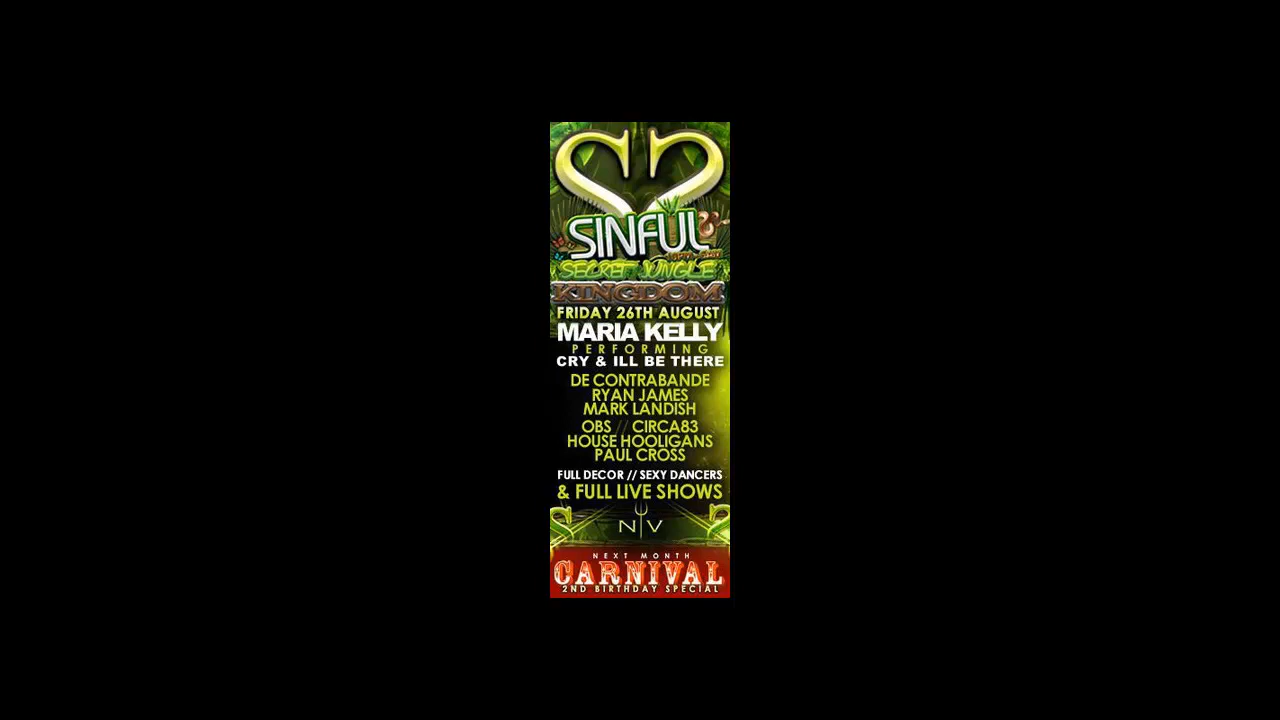 SINFUL
SECRET JUNGLE
KINGDOM
FRIDAY 26TH AUGUST
MARIA KELLY
PERFORMING
CRY & ILL BE THERE
DE CONTRABANDE
RYAN JAMES
MARK LANDISH
OBS // CIRCA83
HOUSE HOOLIGANS
PAUL CROSS
FULL DECOR // SEXY DANCERS
& FULL LIVE SHOWS
NV
NEXT MONTH
CARNIVAL
2ND BIRTHDAY SPECIAL